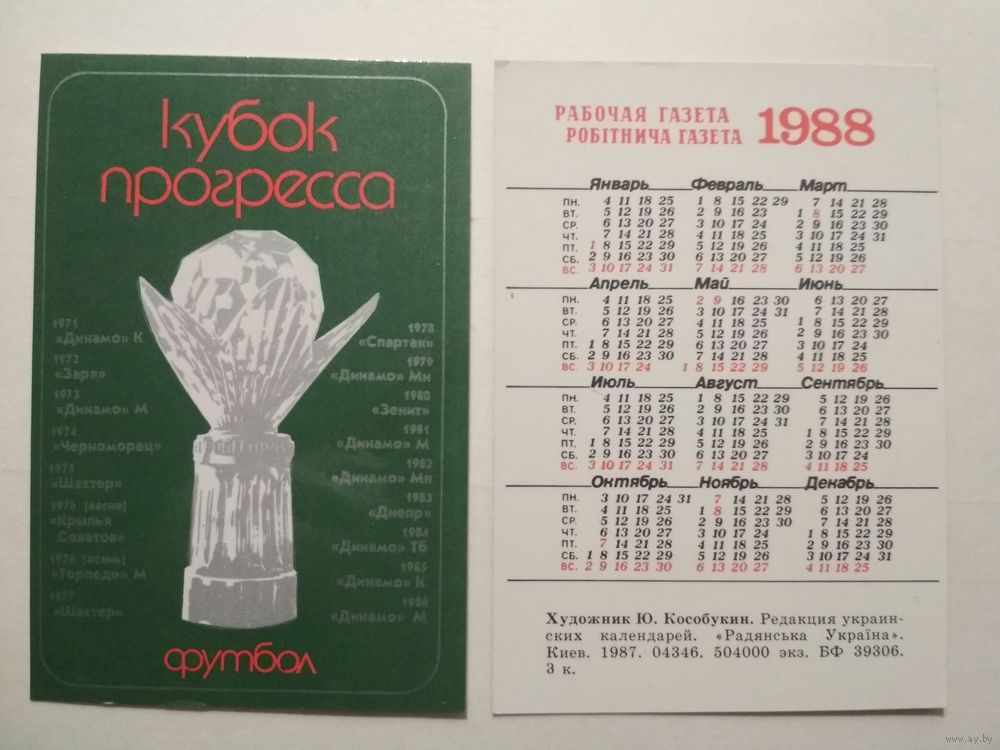 кубок
прогресса
1971
«Динамо» К
1972
«Заря»
1973
«Динамо» М
1974
«Черноморец»
1975
«Шахтер»
1976 (весна)
«Крылья
Советов»
1976 (осень)
«Торпедо» М
1977
«Шахтер»
1978
«Спартак»
1979
«Динамо» Мн
1980
«Зенит»
1981
«Динамо» М
1982
«Динамо» Мн
1983
«Днепр»
1984
«Динамо» Тб
1985
«Динамо» К
1986
«Динамо» М
футбол
РАБОЧАЯ ГАЗЕТА
РОБІТНИЧА ГАЗЕТА 1988
Январь Февраль Март
ПН. 4 11 18 25 1 8 15 22 29 7 14 21 28
ВТ. 5 12 19 26 2 9 16 23 1 8 15 22 29
СР. 6 13 20 27 3 10 17 24 2 9 16 23 30
ЧТ. 7 14 21 28 4 11 18 25 3 10 17 24 31
ПТ. 1 8 15 22 29 5 12 19 26 4 11 18 25
СБ. 2 9 16 23 30 6 13 20 27 5 12 19 26
ВС. 3 10 17 24 31 7 14 21 28 6 13 20 27
Апрель Май Июнь
ПН. 4 11 18 25 2 9 16 23 30 6 13 20 27
ВТ. 5 12 19 26 3 10 17 24 31 7 14 21 28
СР. 6 13 20 27 4 11 18 25 1 8 15 22 29
ЧТ. 7 14 21 28 5 12 19 26 2 9 16 23 30
ПТ. 1 8 15 22 29 6 13 20 27 3 10 17 24
СБ. 2 9 16 23 30 7 14 21 28 4 11 18 25
ВС. 3 10 17 24 1 8 15 22 29 5 12 19 26
Июль Август Сентябрь
ПН. 4 11 18 25 1 8 15 22 29 5 12 19 26
ВТ. 5 12 19 26 2 9 16 23 30 6 13 20 27
СР. 6 13 20 27 3 10 17 24 31 7 14 21 28
ЧТ. 7 14 21 28 4 11 18 25 1 8 15 22 29
ПТ. 1 8 15 22 29 5 12 19 26 2 9 16 23 30
СБ. 2 9 16 23 30 6 13 20 27 3 10 17 24
ВС. 3 10 17 24 31 7 14 21 28 4 11 18 25
Октябрь Ноябрь Декабрь
ПН. 3 10 17 24 31 7 14 21 28 5 12 19 26
ВТ. 4 11 18 25 1 8 15 22 29 6 13 20 27
СР. 5 12 19 26 2 9 16 23 30 7 14 21 28
ЧТ. 6 13 20 27 3 10 17 24 1 8 15 22 29
ПТ. 7 14 21 28 4 11 18 25 2 9 16 23 30
СБ. 1 8 15 22 29 5 12 19 26 3 10 17 24 31
ВС. 2 9 16 23 30 6 13 20 27 4 11 18 25
Художник Ю. Кособукин. Редакция украин-
ских календарей. «Радянська Україна».
Киев. 1987. 04346. 504000 экз. БФ 39306.
3 к.
www.ay.by